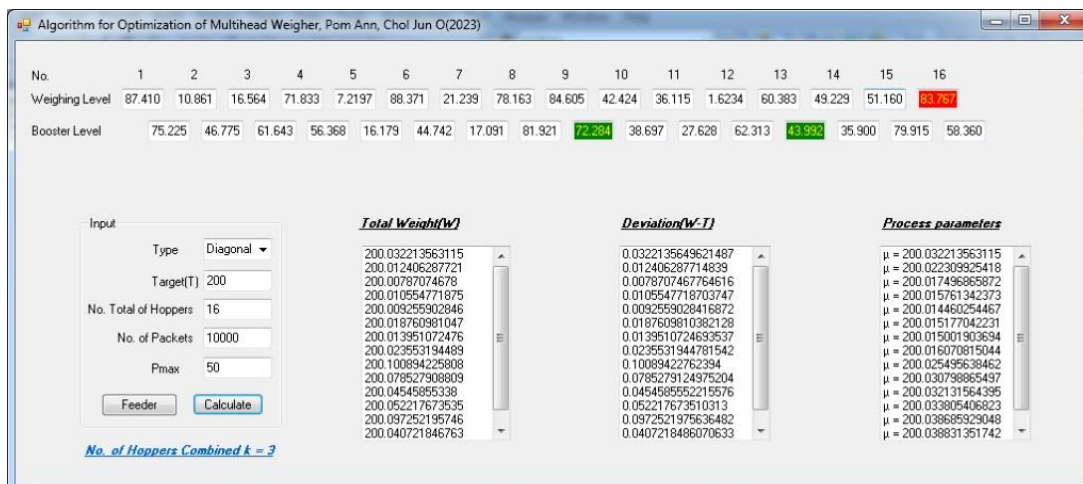 Algorithm for Optimization of Multihead Weigher, Pom Ann, Chol Jun O(2023)
No. 1 2 3 4 5 6 7 8 9 10 11 12 13 14 15 16
Weighing Level 87.410 10.861 16.564 71.833 7.2197 88.371 21.239 78.163 84.605 42.424 36.115 1.6234 60.383 49.229 51.160 83.767
Booster Level 75.225 46.775 61.643 56.368 16.179 44.742 17.091 81.921 72.284 38.697 27.628 62.313 43.992 35.900 79.915 58.360
Input
Type Diagonal
Target(T) 200
No. Total of Hoppers 16
No. of Packets 10000
Pmax 50
Feeder Calculate
No. of Hoppers Combined k = 3
Total Weight(W)
200.032213563115
200.012406287721
200.00787074678
200.010554771875
200.009255902846
200.018760981047
200.013951072476
200.023553194489
200.100894225808
200.078527908809
200.04545855338
200.052217673535
200.097252195746
200.040721846763
Deviation(W-T)
0.0322135649621487
0.012406287714839
0.0078707467764616
0.0105547718703747
0.0092559028416872
0.0187609810382128
0.0139510724693537
0.0235531944781542
0.10089422762394
0.0785279124975204
0.0454585552215576
0.052217673510313
0.0972521975636482
0.0407218486070633
Process parameters
μ = 200.032213563115
μ = 200.022309925418
μ = 200.017496865872
μ = 200.015761342373
μ = 200.014460254467
μ = 200.015177042231
μ = 200.015001903694
μ = 200.016070815044
μ = 200.025495638462
μ = 200.030798865497
μ = 200.032131564395
μ = 200.033805406823
μ = 200.038685929048
μ = 200.038831351742